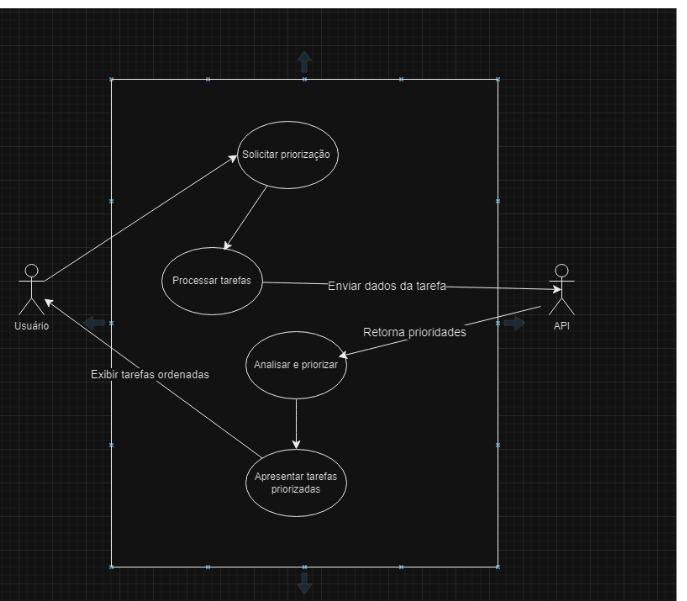 Solicitar priorização
Processar tarefas
Enviar dados da tarefa
Usuário
API
Retorna prioridades
Analisar e priorizar
Exibir tarefas ordenadas
Apresentar tarefas
priorizadas